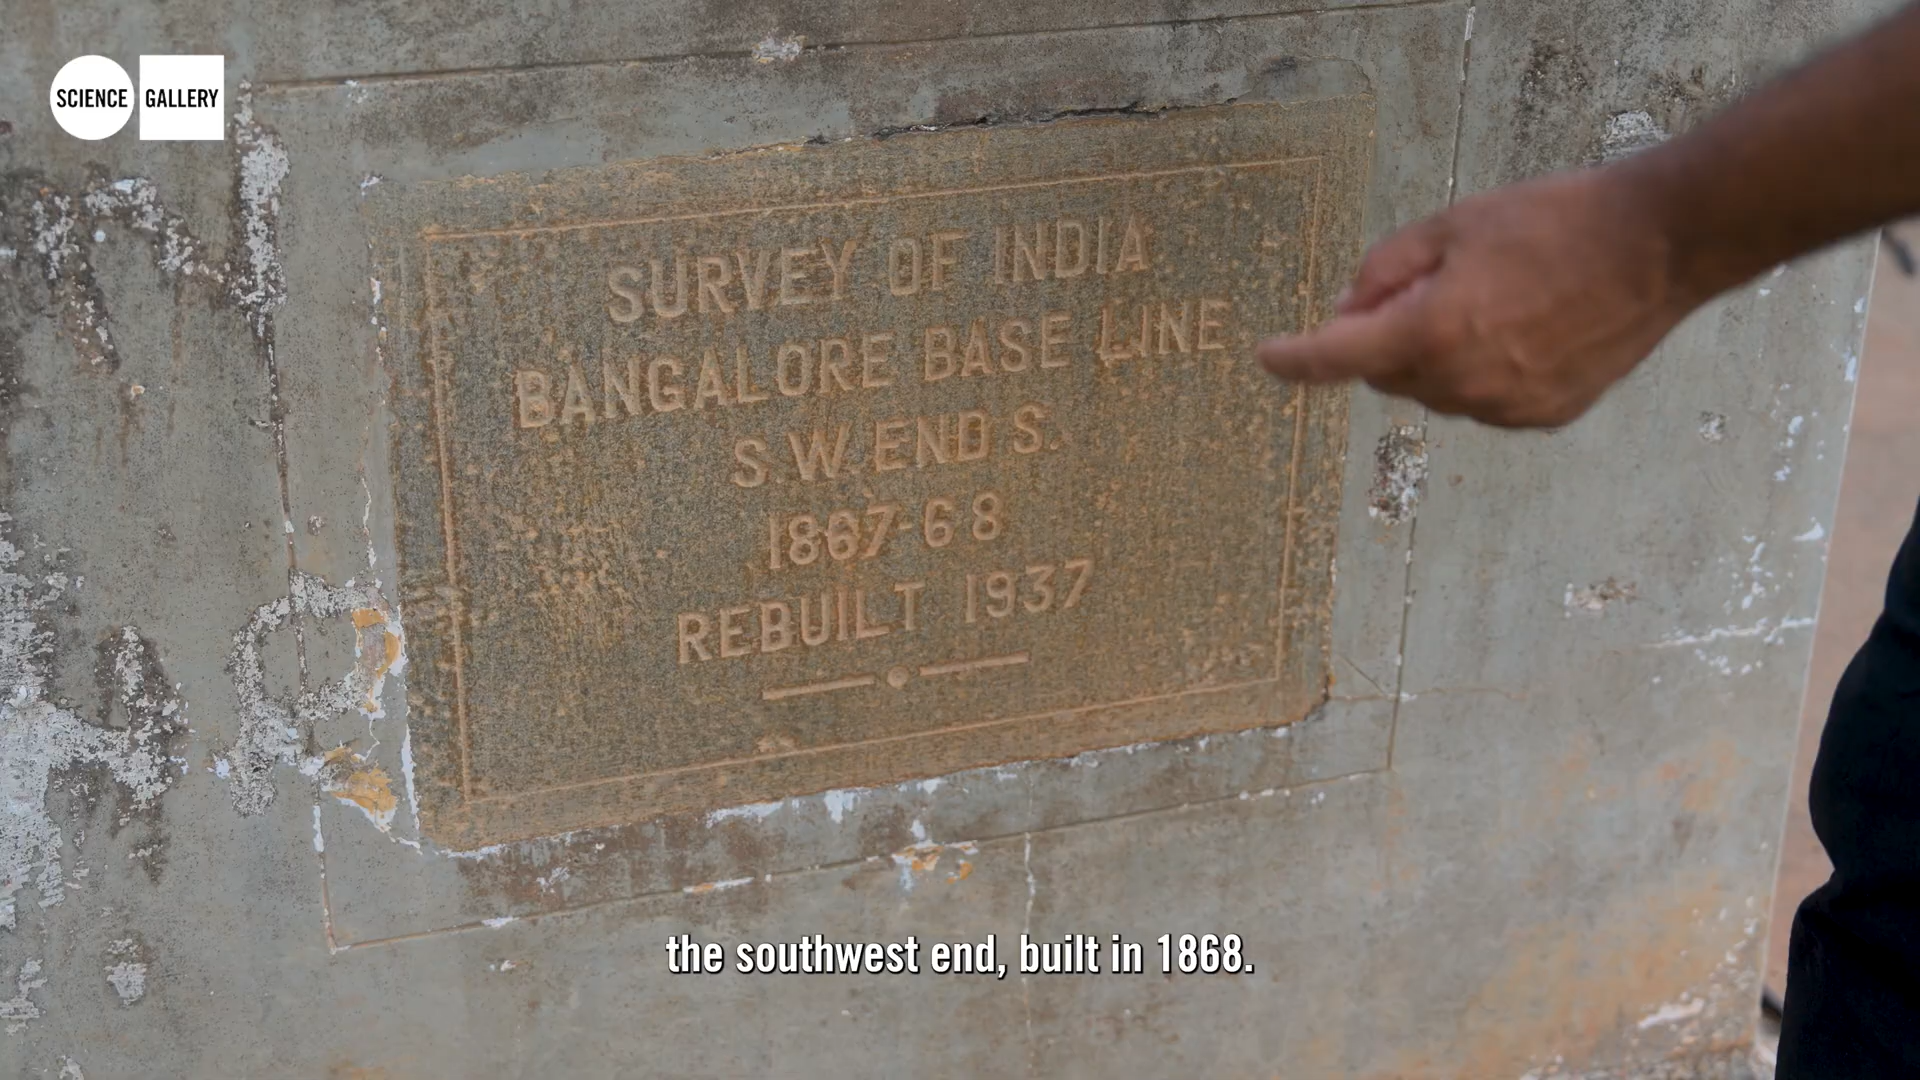 SCIENCE GALLERY
SURVEY OF INDIA
BANGALORE BASE LINE
S.W.END S.
1867-68
REBUILT 1937
the southwest end, built in 1868.